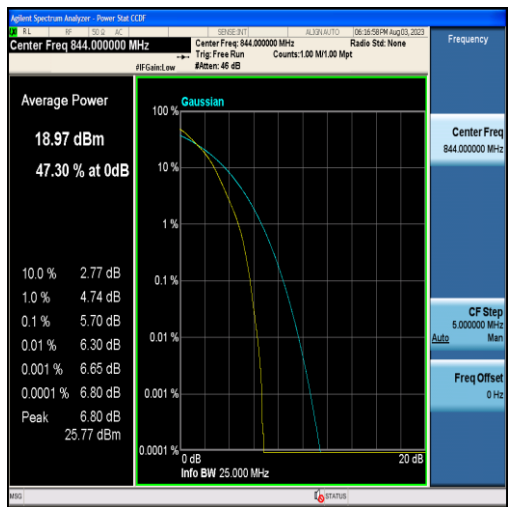 Agilent Spectrum Analyzer - Power Stat CCDF
RL RF 50 Ω AC SENSE:INT ALIGN AUTO 06:16:58 PM Aug 03, 2023
Center Freq 844.000000 MHz
Center Freq: 844.000000 MHz Radio Std: None
Trig: Free Run Counts:1.00 M/1.00 Mpt
#IFGain:Low #Atten: 46 dB
Frequency
Average Power
18.97 dBm
47.30 % at 0dB
10.0 % 2.77 dB
1.0 % 4.74 dB
0.1 % 5.70 dB
0.01 % 6.30 dB
0.001 % 6.65 dB
0.0001 % 6.80 dB
Peak 6.80 dB
25.77 dBm
Gaussian
100 %
10 %
1 %
0.1 %
0.01 %
0.001 %
0.0001 %
0 dB 20 dB
Info BW 25.000 MHz
Center Freq
844.000000 MHz
CF Step
5.000000 MHz
Auto Man
Freq Offset
0 Hz
MSG STATUS